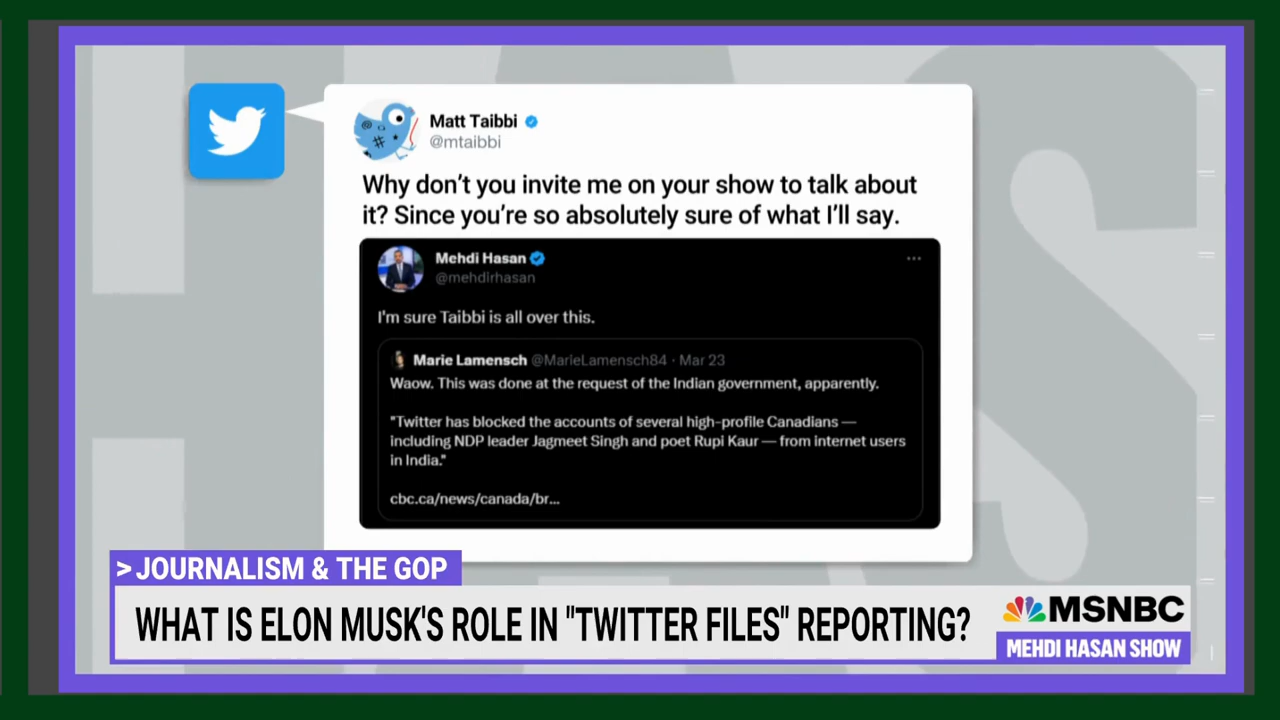 Matt Taibbi
@mtaibbi
Why don't you invite me on your show to talk about
it? Since you're so absolutely sure of what I'll say.
Mehdi Hasan
@mehdirhasan
I'm sure Taibbi is all over this.
Marie Lamensch @MarieLamensch84 · Mar 23
Waow. This was done at the request of the Indian government, apparently.
"Twitter has blocked the accounts of several high-profile Canadians —
including NDP leader Jagmeet Singh and poet Rupi Kaur — from internet users
in India."
cbc.ca/news/canada/br...
>JOURNALISM & THE GOP
WHAT IS ELON MUSK'S ROLE IN "TWITTER FILES" REPORTING?
MSNBC
MEHDI HASAN SHOW